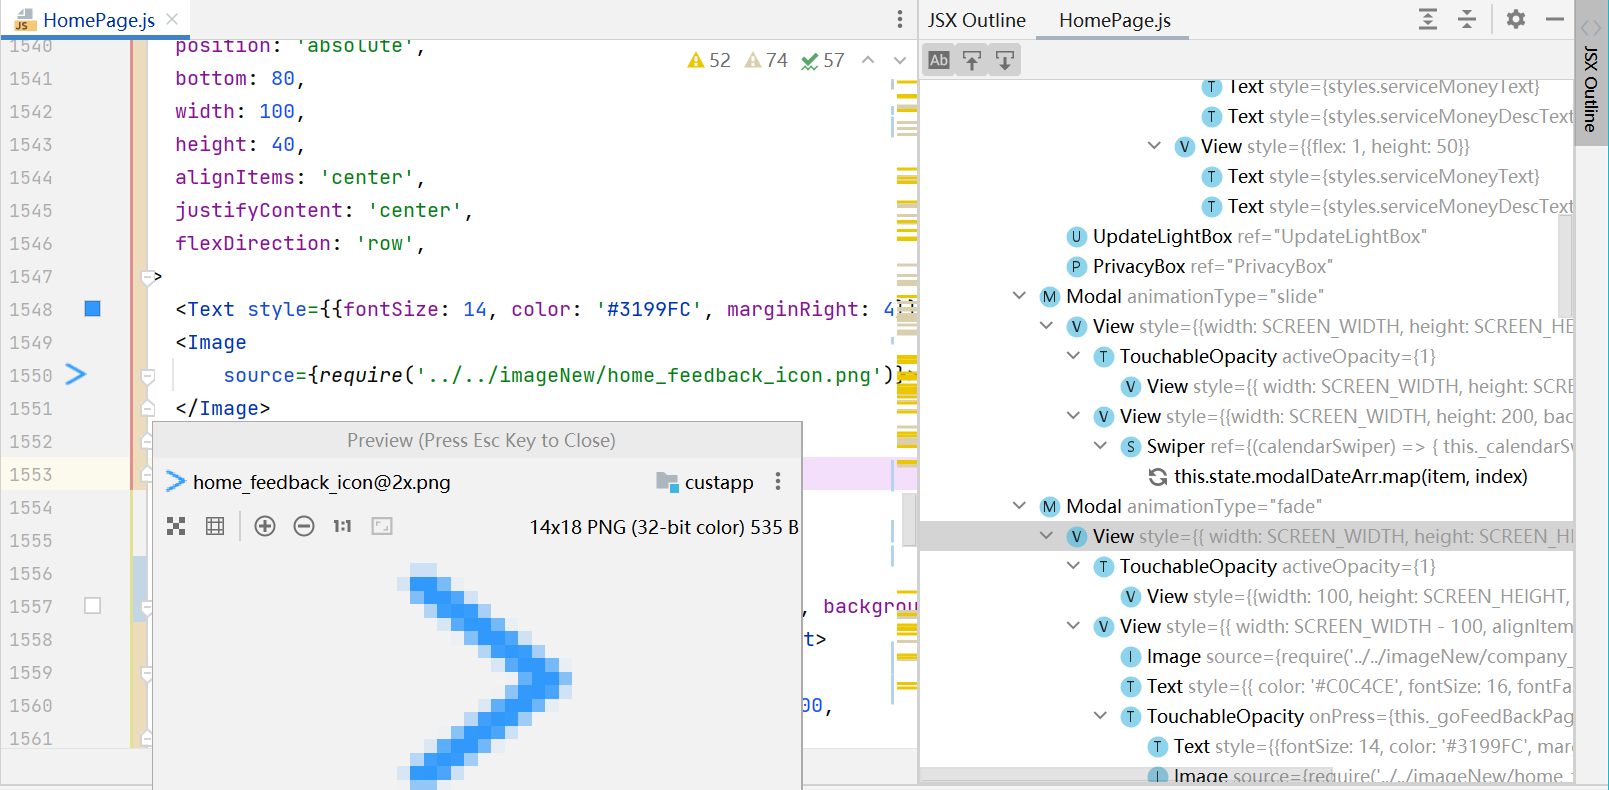 HomePage.js
1540 position: 'absolute',
52 74 57
1541 bottom: 80,
1542 width: 100,
1543 height: 40,
1544 alignItems: 'center',
1545 justifyContent: 'center',
1546 flexDirection: 'row',
1547 >
1548 <Text style={{fontSize: 14, color: '#3199FC', marginRight: 4}}
1549 <Image
1550 source={require('../../imageNew/home_feedback_icon.png')}>
1551 </Image>
1552
1553
1554
1555
1556
1557 , backgrou
1558 t>
1559
1560 00,
1561
Preview (Press Esc Key to Close)
home_feedback_icon@2x.png custapp
1:1 14x18 PNG (32-bit color) 535 B
JSX Outline HomePage.js
Ab
Text style={styles.serviceMoneyText}
Text style={styles.serviceMoneyDescText
View style={{flex: 1, height: 50}}
Text style={styles.serviceMoneyText}
Text style={styles.serviceMoneyDescText
UpdateLightBox ref="UpdateLightBox"
PrivacyBox ref="PrivacyBox"
Modal animationType="slide"
View style={{width: SCREEN_WIDTH, height: SCREEN_HE
TouchableOpacity activeOpacity={1}
View style={{ width: SCREEN_WIDTH, height: SCRE
View style={{width: SCREEN_WIDTH, height: 200, bac
Swiper ref={(calendarSwiper) => { this._calendarSw
this.state.modalDateArr.map(item, index)
Modal animationType="fade"
View style={{ width: SCREEN_WIDTH, height: SCREEN_H
TouchableOpacity activeOpacity={1}
View style={{width: 100, height: SCREEN_HEIGHT,
View style={{ width: SCREEN_WIDTH - 100, alignItem
Image source={require('../../imageNew/company_
Text style={{ color: '#C0C4CE', fontSize: 16, fontFa
TouchableOpacity onPress={this._goFeedBackPag
Text style={{fontSize: 14, color: '#3199FC', mar
Image source={require('../../imageNew/home_
JSX Outline